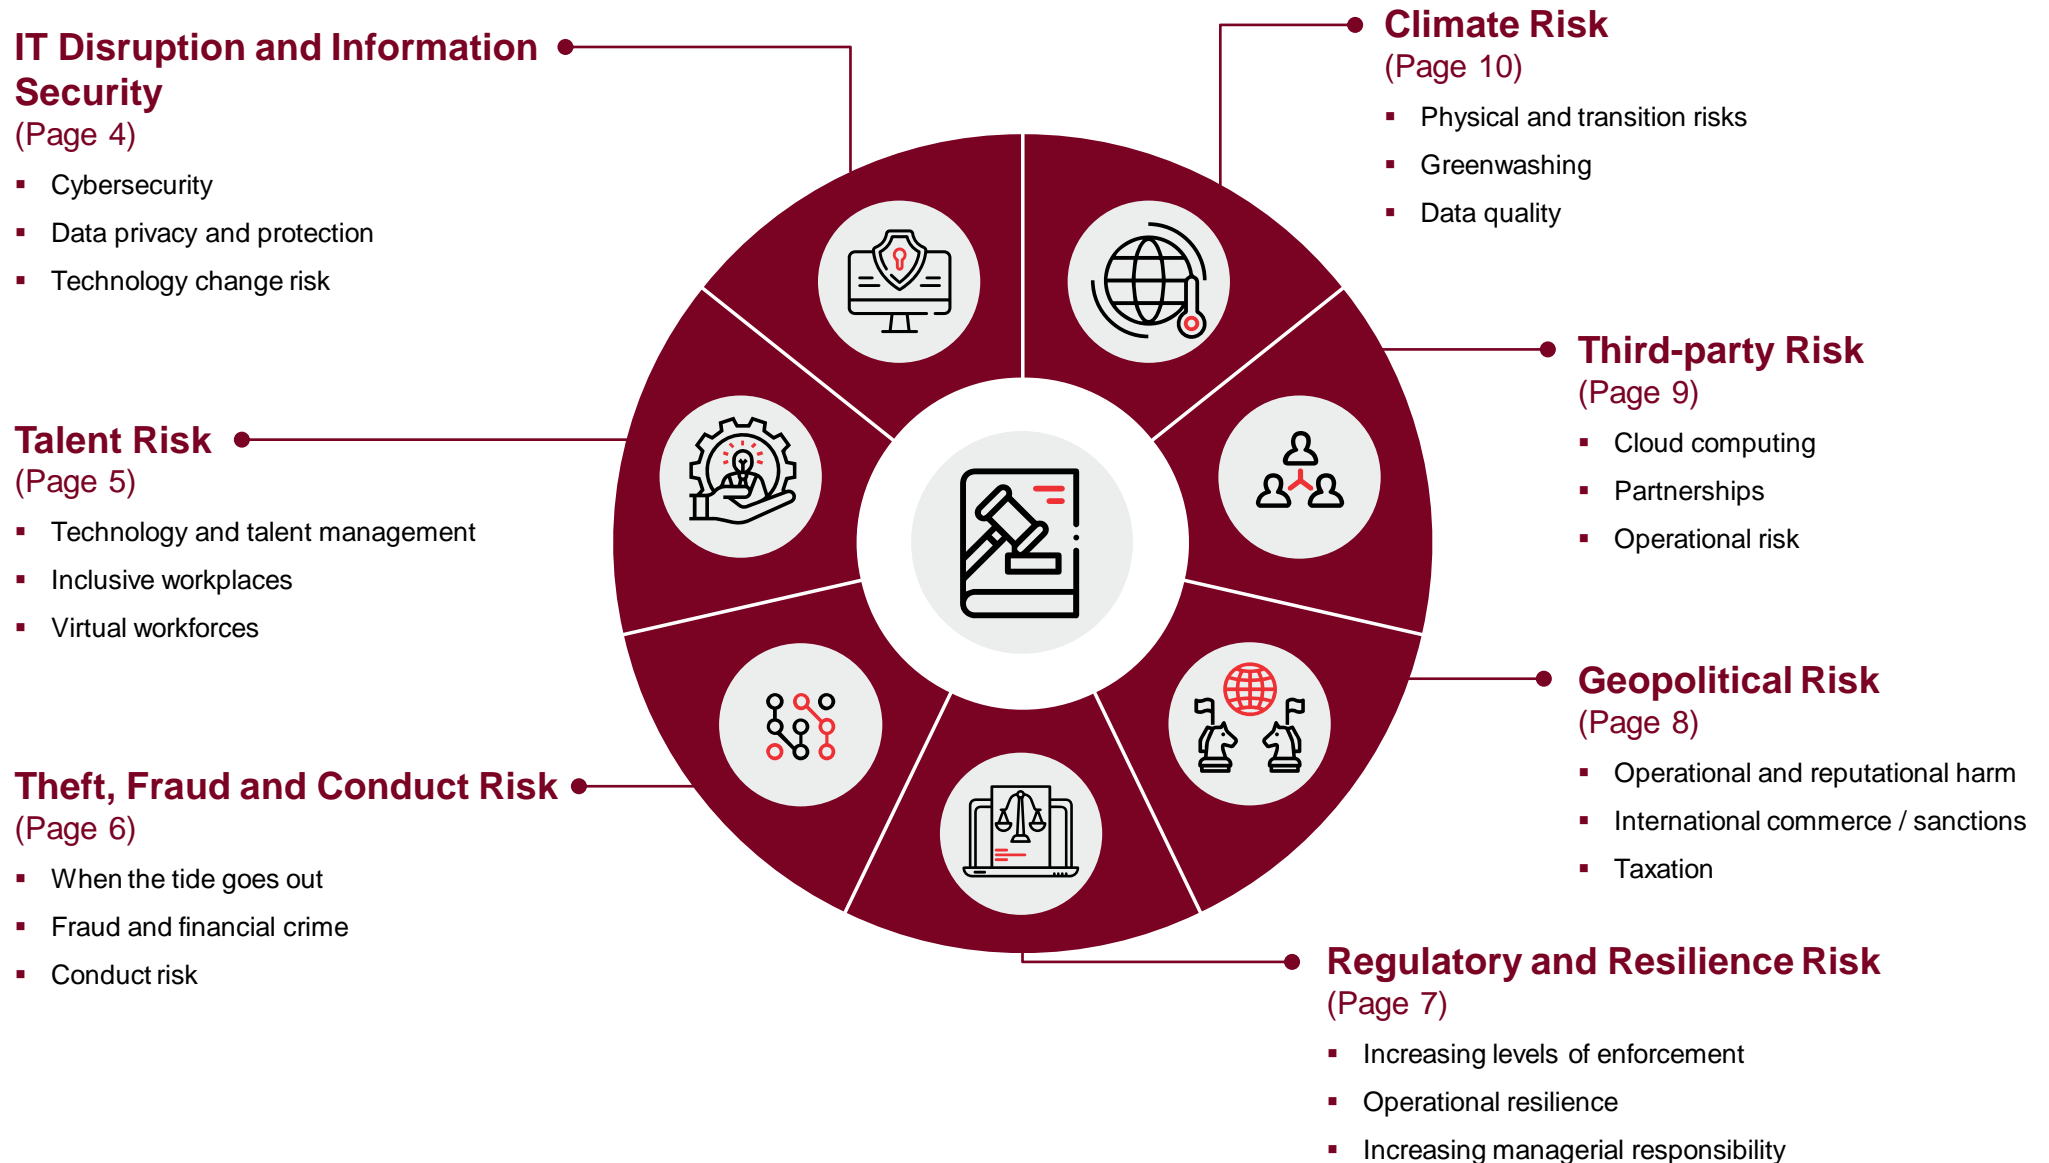 IT Disruption and Information
Security
(Page 4)
▪ Cybersecurity
▪ Data privacy and protection
▪ Technology change risk
Talent Risk
(Page 5)
▪ Technology and talent management
▪ Inclusive workplaces
▪ Virtual workforces
Theft, Fraud and Conduct Risk
(Page 6)
▪ When the tide goes out
▪ Fraud and financial crime
▪ Conduct risk
Climate Risk
(Page 10)
▪ Physical and transition risks
▪ Greenwashing
▪ Data quality
Third-party Risk
(Page 9)
▪ Cloud computing
▪ Partnerships
▪ Operational risk
Geopolitical Risk
(Page 8)
▪ Operational and reputational harm
▪ International commerce / sanctions
▪ Taxation
Regulatory and Resilience Risk
(Page 7)
▪ Increasing levels of enforcement
▪ Operational resilience
▪ Increasing managerial responsibility